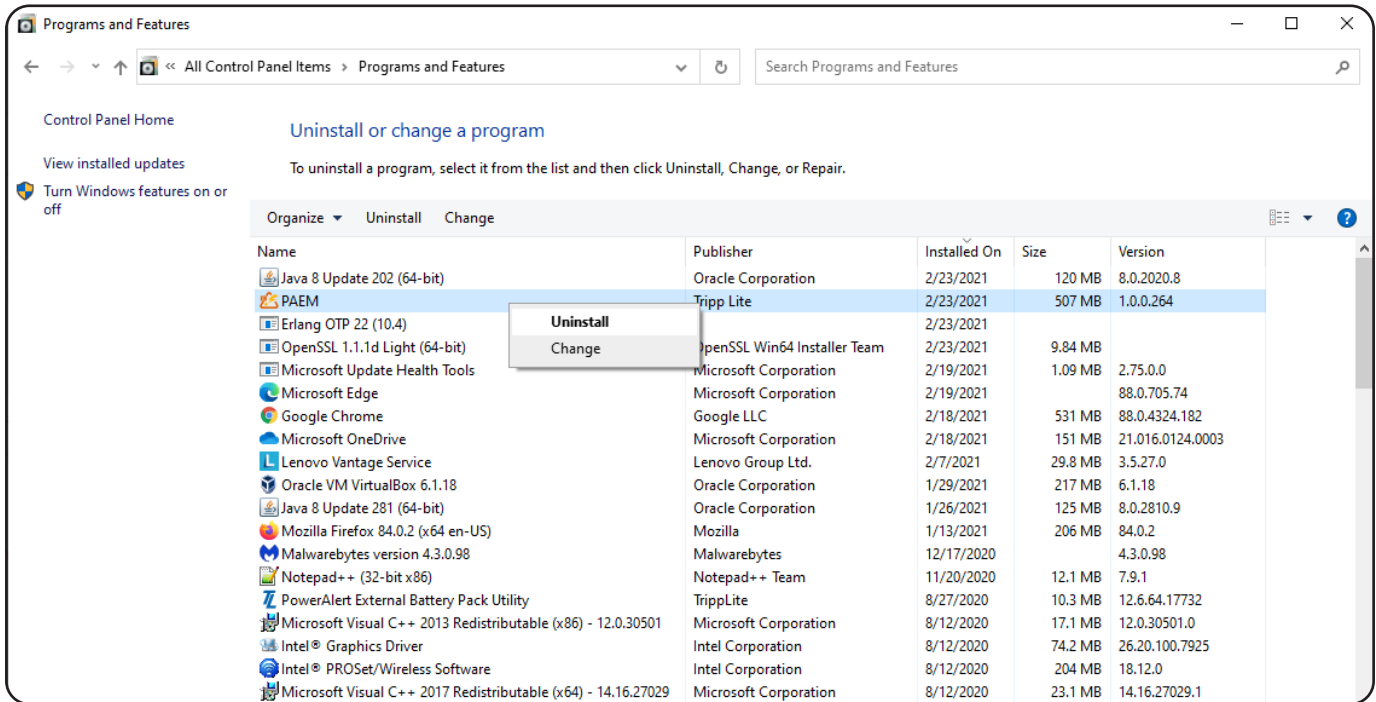 Programs and Features
« All Control Panel Items › Programs and Features
Search Programs and Features
Control Panel Home
View installed updates
Turn Windows features on or
off
Uninstall or change a program
To uninstall a program, select it from the list and then click Uninstall, Change, or Repair.
Organize Uninstall Change
Name Publisher Installed On Size Version
Java 8 Update 202 (64-bit) Oracle Corporation 2/23/2021 120 MB 8.0.2020.8
PAEM Tripp Lite 2/23/2021 507 MB 1.0.0.264
Uninstall
Change
Erlang OTP 22 (10.4) 2/23/2021
OpenSSL 1.1.1d Light (64-bit) OpenSSL Win64 Installer Team 2/23/2021 9.84 MB
Microsoft Update Health Tools Microsoft Corporation 2/19/2021 1.09 MB 2.75.0.0
Microsoft Edge Microsoft Corporation 2/19/2021 88.0.705.74
Google Chrome Google LLC 2/18/2021 531 MB 88.0.4324.182
Microsoft OneDrive Microsoft Corporation 2/18/2021 151 MB 21.016.0124.0003
Lenovo Vantage Service Lenovo Group Ltd. 2/7/2021 29.8 MB 3.5.27.0
Oracle VM VirtualBox 6.1.18 Oracle Corporation 1/29/2021 217 MB 6.1.18
Java 8 Update 281 (64-bit) Oracle Corporation 1/26/2021 125 MB 8.0.2810.9
Mozilla Firefox 84.0.2 (x64 en-US) Mozilla 1/13/2021 206 MB 84.0.2
Malwarebytes version 4.3.0.98 Malwarebytes 12/17/2020 4.3.0.98
Notepad++ (32-bit x86) Notepad++ Team 11/20/2020 12.1 MB 7.9.1
PowerAlert External Battery Pack Utility TrippLite 8/27/2020 10.3 MB 12.6.64.17732
Microsoft Visual C++ 2013 Redistributable (x86) - 12.0.30501 Microsoft Corporation 8/12/2020 17.1 MB 12.0.30501.0
Intel® Graphics Driver Intel Corporation 8/12/2020 74.2 MB 26.20.100.7925
Intel® PROSet/Wireless Software Intel Corporation 8/12/2020 204 MB 18.12.0
Microsoft Visual C++ 2017 Redistributable (x64) - 14.16.27029 Microsoft Corporation 8/12/2020 23.1 MB 14.16.27029.1